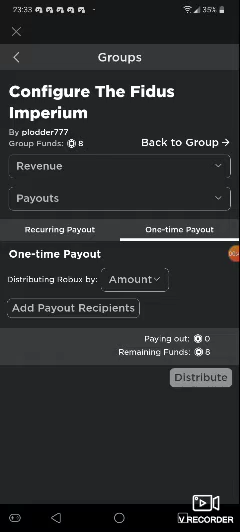 23:33
35%
Groups
Configure The Fidus
Imperium
By plodder777
Group Funds: 8
Back to Group →
Revenue
Payouts
Recurring Payout
One-time Payout
One-time Payout
Distributing Robux by: Amount
Add Payout Recipients
Paying out: 0
Remaining Funds: 8
Distribute
V RECORDER